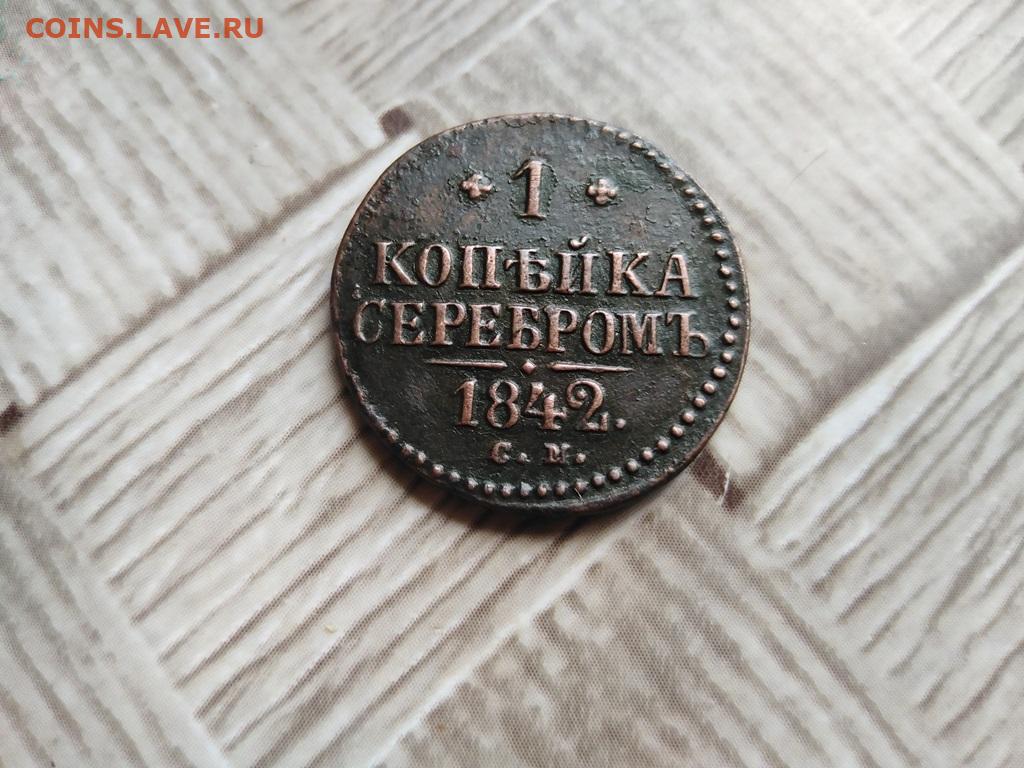 COINS.LAVE.RU
1
КОПѢЙКА
СЕРЕБРОМЪ
1842.
С. М.